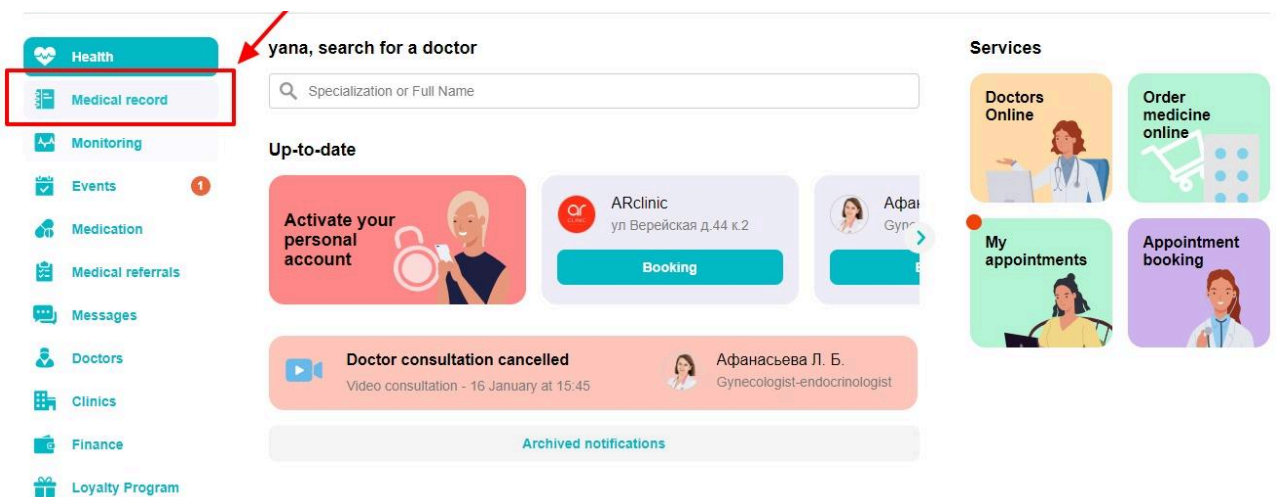 Health
Medical record
Monitoring
Events 1
Medication
Medical referrals
Messages
Doctors
Clinics
Finance
Loyalty Program
yana, search for a doctor
Specialization or Full Name
Up-to-date
Activate your
personal
account
ar
ARclinic
ул Верейская д.44 к.2
Booking
Афан
Gyne
Doctor consultation cancelled
Video consultation - 16 January at 15:45
Афанасьева Л. Б.
Gynecologist-endocrinologist
Archived notifications
Services
Doctors
Online
Order
medicine
online
My
appointments
Appointment
booking